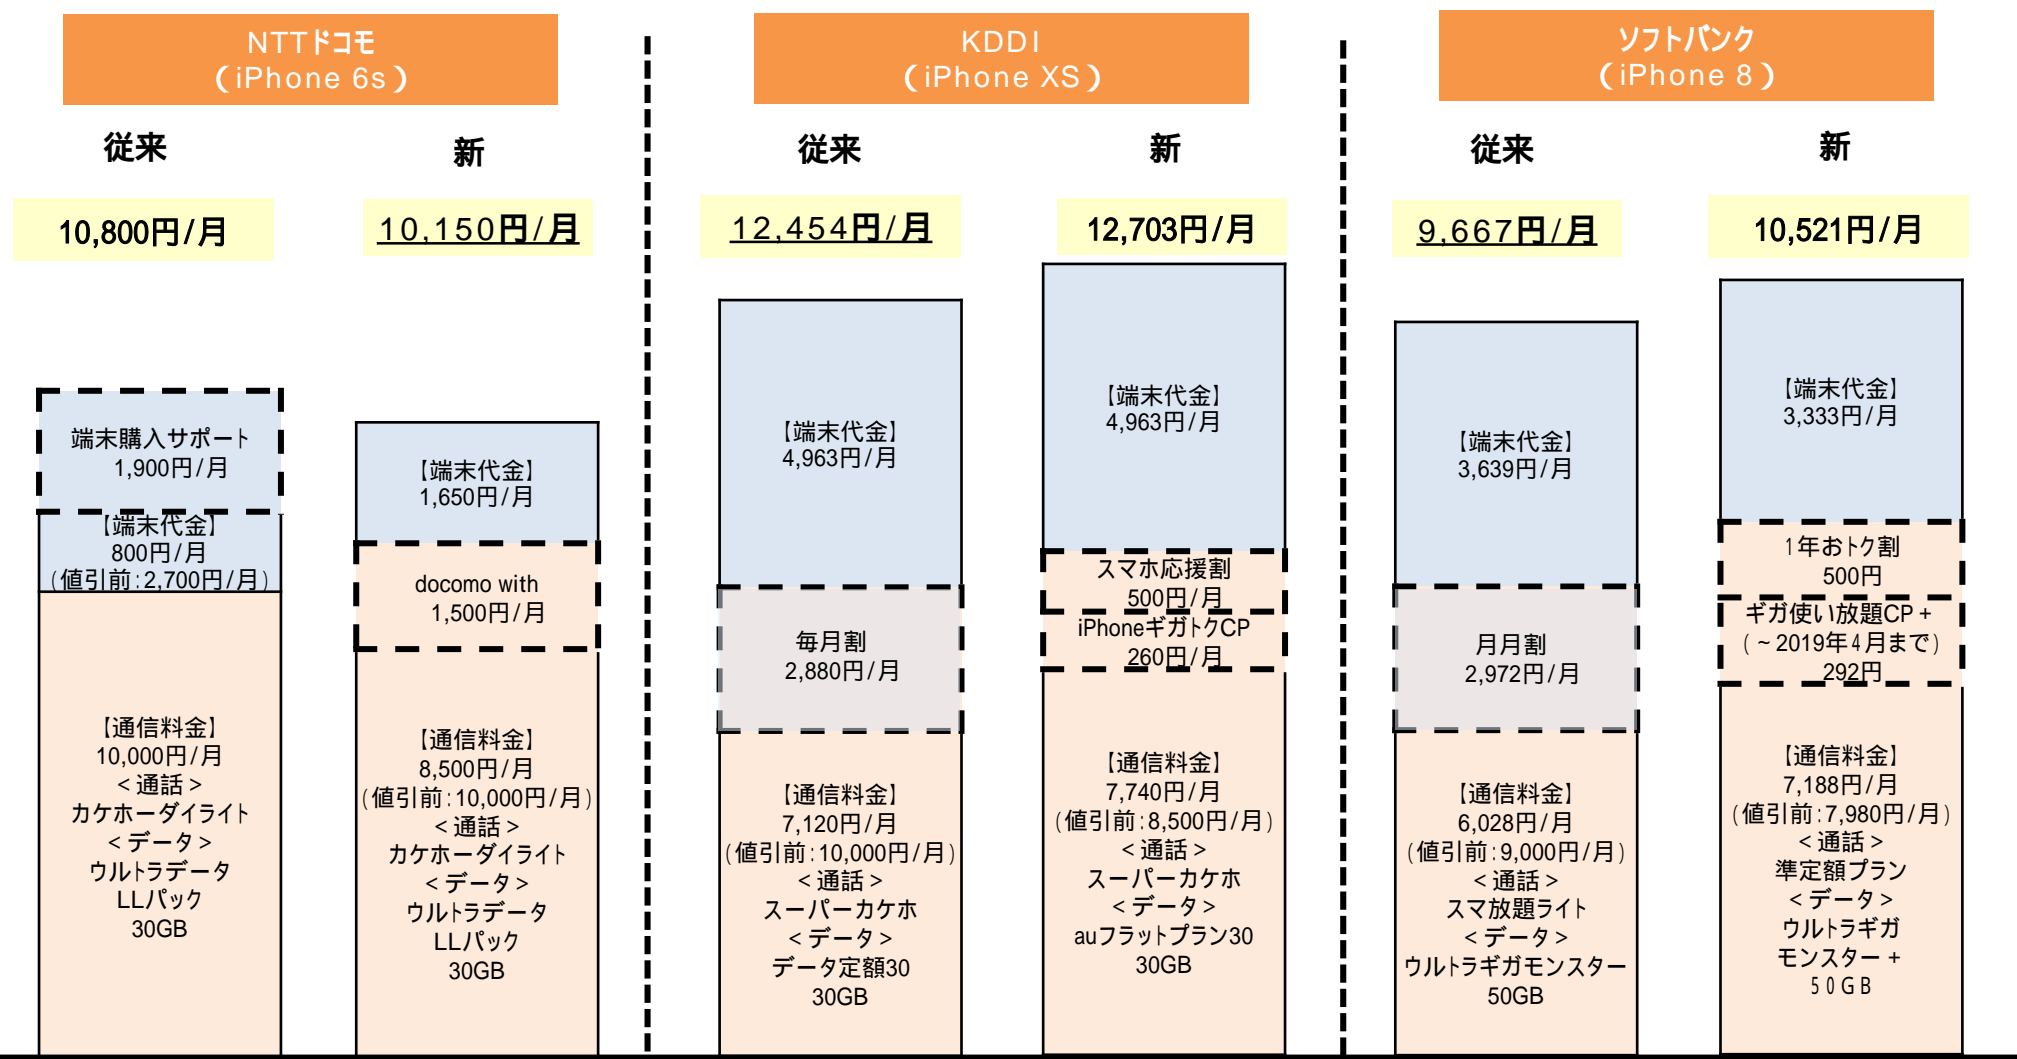 NTTドコモ
(iPhone 6s)
従来
新
10,800円/月
10,150円/月
端末購入サポート
1,900円/月
【端末代金】
800円/月
(値引前:2,700円/月)
【通信料金】
10,000円/月
<通話>
カケホーダイライト
<データ>
ウルトラデータ
LLパック
30GB
【端末代金】
1,650円/月
docomo with
1,500円/月
【通信料金】
8,500円/月
(値引前:10,000円/月)
<通話>
カケホーダイライト
<データ>
ウルトラデータ
LLパック
30GB
KDDI
(iPhone XS)
従来
新
12,454円/月
12,703円/月
【端末代金】
4,963円/月
毎月割
2,880円/月
【通信料金】
7,120円/月
(値引前:10,000円/月)
<通話>
スーパーカケホ
<データ>
データ定額30
30GB
【端末代金】
4,963円/月
スマホ応援割
500円/月
iPhoneギガトクCP
260円/月
【通信料金】
7,740円/月
(値引前:8,500円/月)
<通話>
スーパーカケホ
<データ>
auフラットプラン30
30GB
ソフトバンク
(iPhone 8)
従来
新
9,667円/月
10,521円/月
【端末代金】
3,639円/月
月月割
2,972円/月
【通信料金】
6,028円/月
(値引前:9,000円/月)
<通話>
スマ放題ライト
<データ>
ウルトラギガモンスター
50GB
【端末代金】
3,333円/月
1年おトク割
500円
ギガ使い放題CP+
(~2019年4月まで)
292円
【通信料金】
7,188円/月
(値引前:7,980円/月)
<通話>
準定額プラン
<データ>
ウルトラギガ
モンスター+
50GB